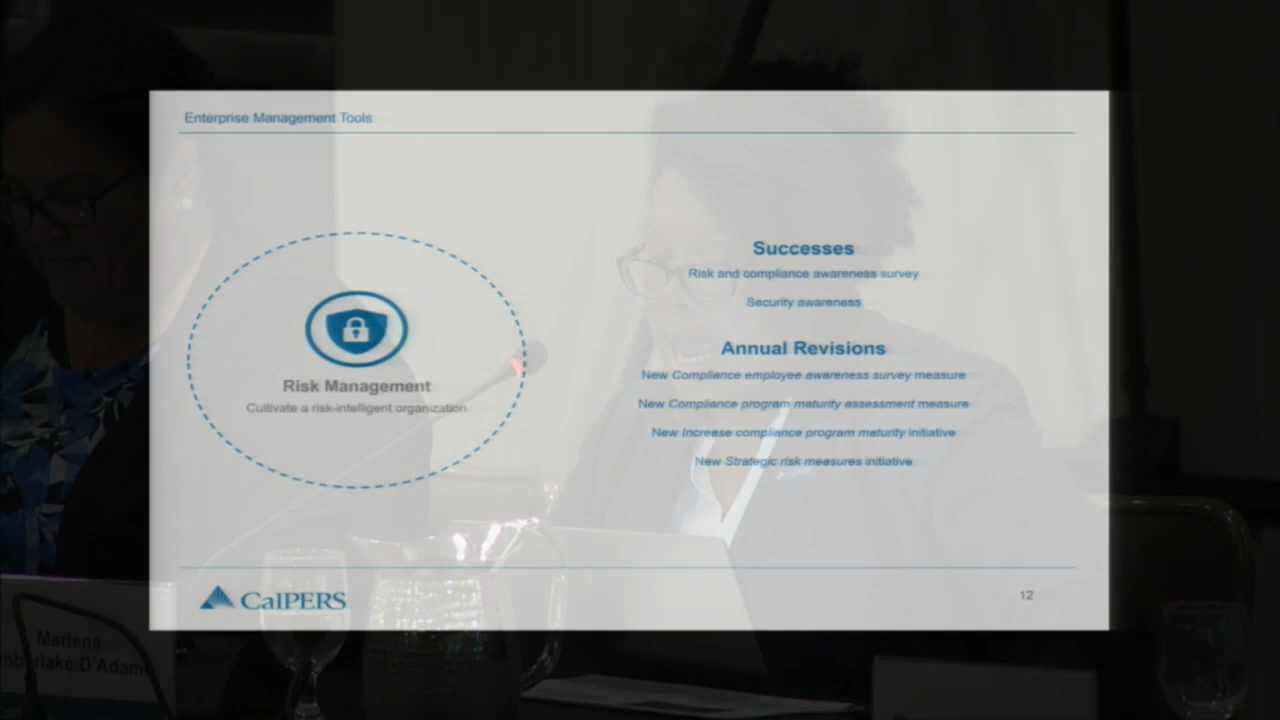 Enterprise Management Tools
Successes
Risk and compliance awareness survey
Security awareness
Risk Management
Cultivate a risk-intelligent organization
Annual Revisions
New Compliance employee awareness survey measure
New Compliance program maturity assessment measure
New Increase compliance program maturity initiative
New Strategic risk measures initiative
CalPERS
12
Marlene
mberlake D'Adamo